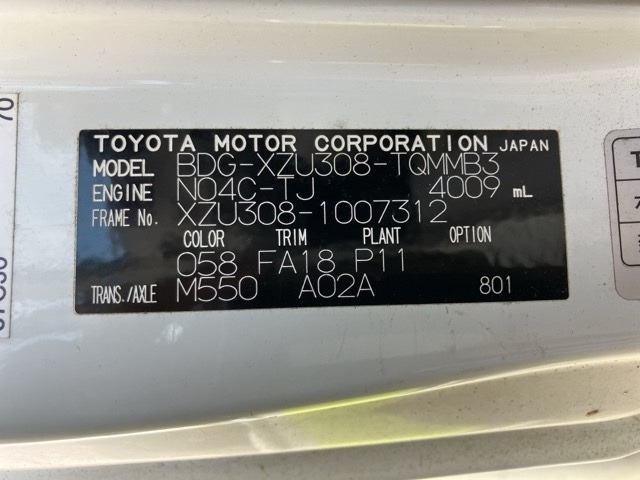 TOYOTA MOTOR CORPORATION JAPAN
MODEL BDG-XZU308-TQMMB3
ENGINE N04C-TJ 4009 mL
FRAME No. XZU308-1007312
COLOR TRIM PLANT OPTION
058 FA18 P11
TRANS./AXLE M550 A02A 801
70